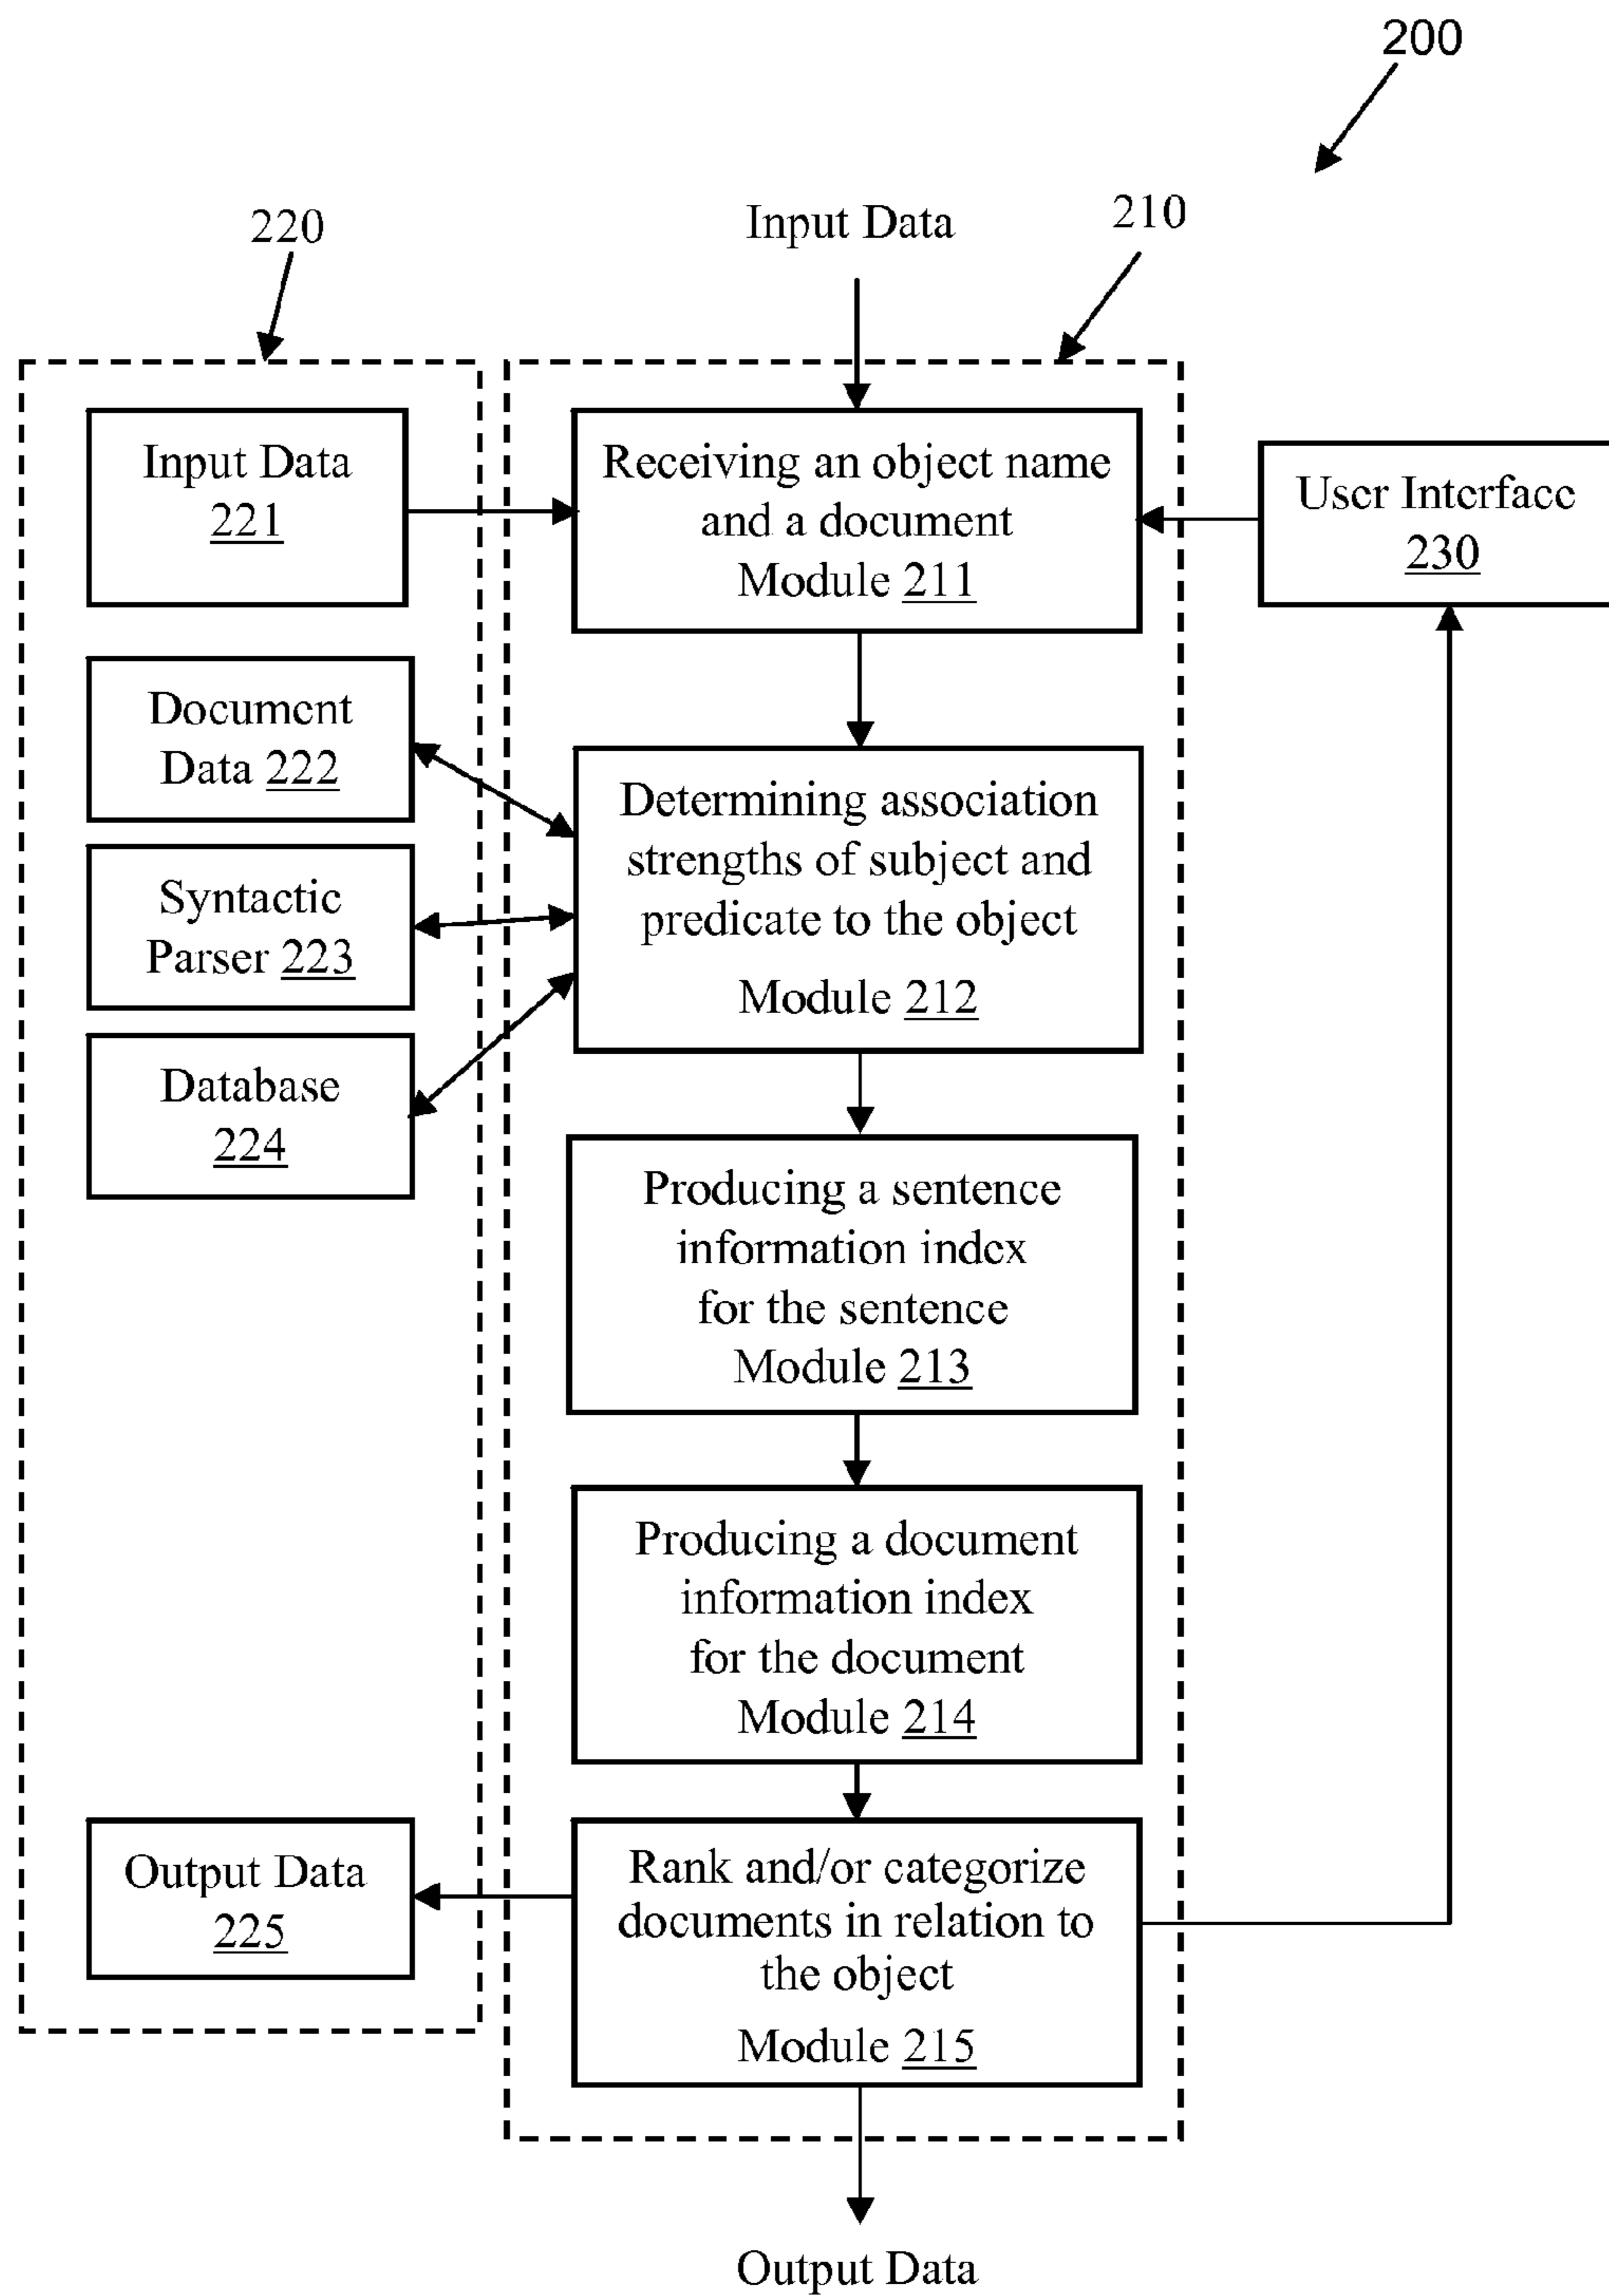 200
220
Input Data
210
Input Data
221
Receiving an object name
and a document
Module 211
User Interface
230
Document
Data 222
Syntactic
Parser 223
Database
224
Determining association
strengths of subject and
predicate to the object
Module 212
Producing a sentence
information index
for the sentence
Module 213
Producing a document
information index
for the document
Module 214
Output Data
225
Rank and/or categorize
documents in relation to
the object
Module 215
Output Data